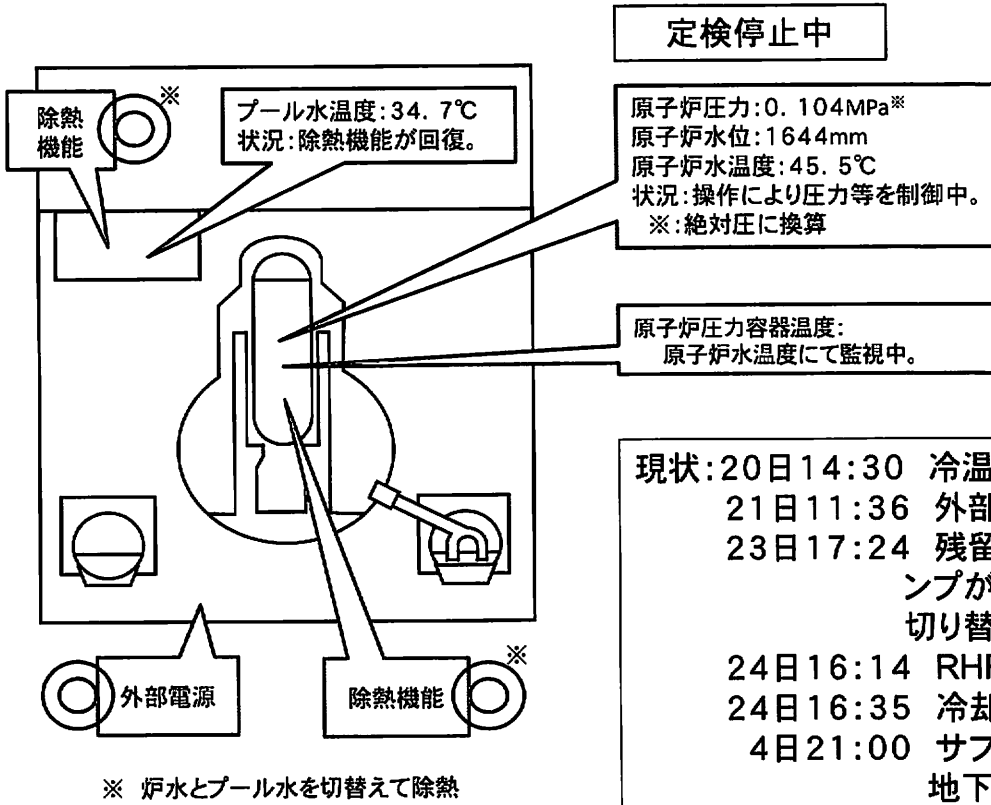 定検停止中
除熱
機能
※
プール水温度:34. 7℃
状況:除熱機能が回復。
原子炉圧力:0. 104MPa※
原子炉水位:1644mm
原子炉水温度:45. 5℃
状況:操作により圧力等を制御中。
※:絶対圧に換算
原子炉圧力容器温度:
原子炉水温度にて監視中。
現状:20日14:30 冷温
21日11:36 外部
23日17:24 残留
ンプが
切り替
24日16:14 RHR
24日16:35 冷却
4日21:00 サブ
地下
外部電源
除熱機能
※
※ 炉水とプール水を切替えて除熱